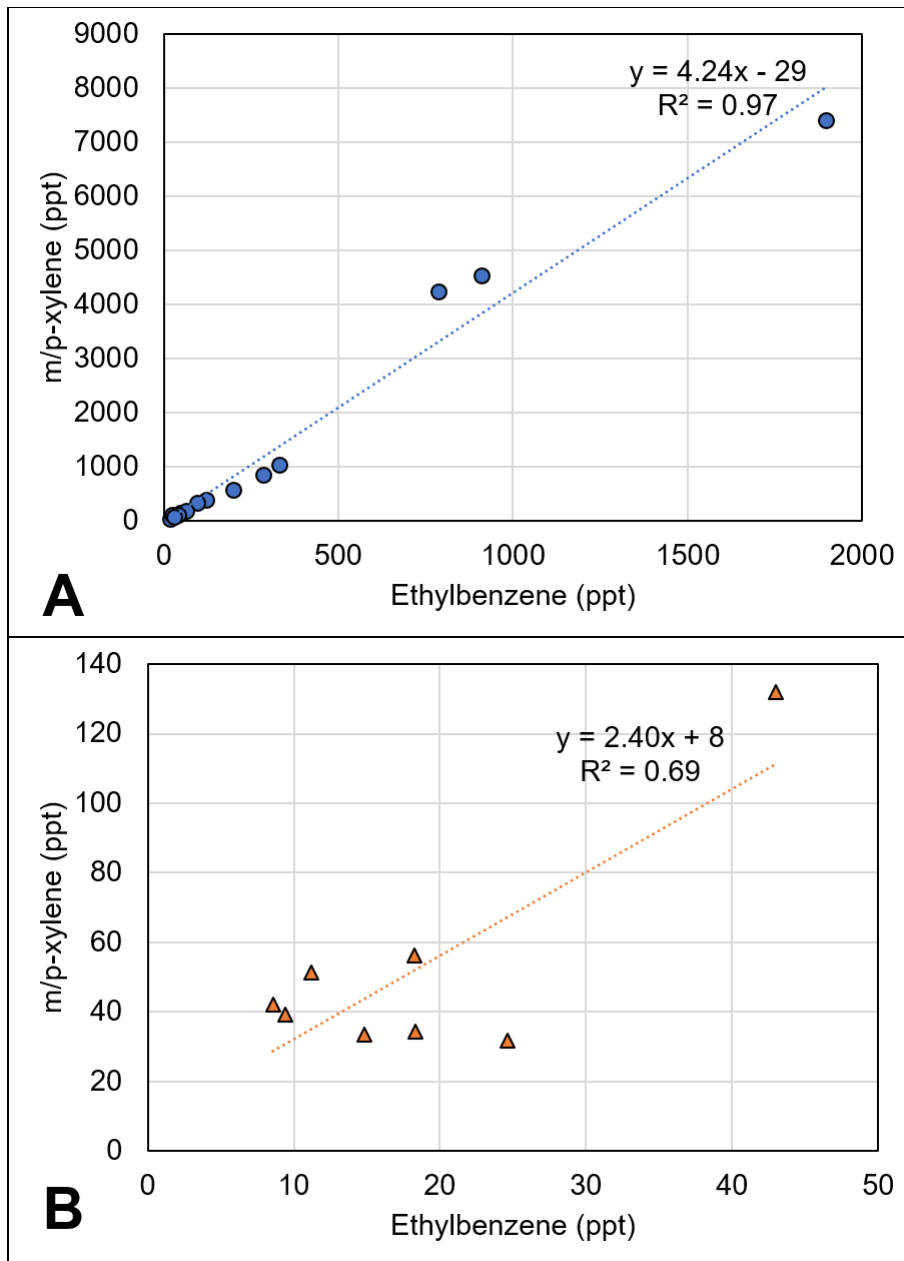 9000
8000
7000
6000
5000
4000
3000
2000
1000
0
m/p-xylene (ppt)
y = 4.24x - 29
R² = 0.97
0 500 1000 1500 2000
Ethylbenzene (ppt)
A
140
120
100
80
60
40
20
0
m/p-xylene (ppt)
y = 2.40x + 8
R² = 0.69
0 10 20 30 40 50
Ethylbenzene (ppt)
B